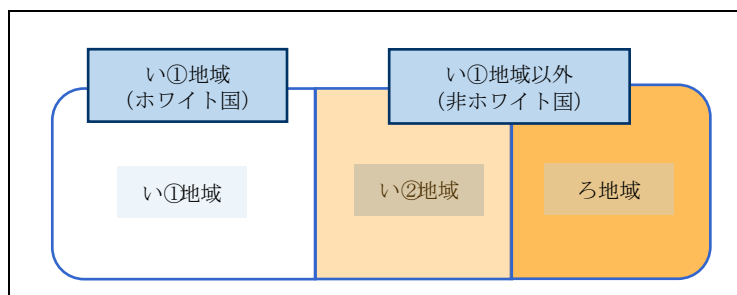 い①地域
（ホワイト国）
い①地域以外
（非ホワイト国）
い①地域
い②地域
ろ地域